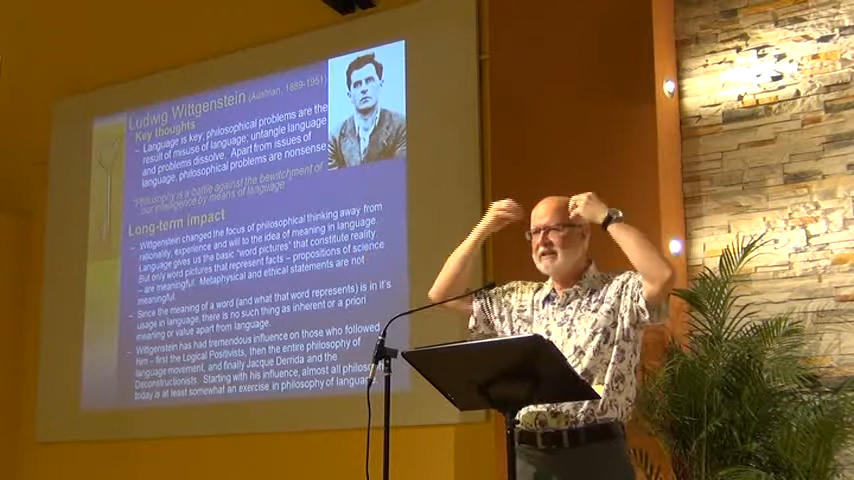 Ludwig Wittgenstein (Austrian, 1889-1951)
Key thoughts
– Language is key; philosophical problems are the
result of misuse of language; untangle language
and problems dissolve. Apart from issues of
language, philosophical problems are nonsense
"Philosophy is a battle against the bewitchment of
our intelligence by means of language"
Long-term impact
– Wittgenstein changed the focus of philosophical thinking away from
rationality, experience and will to the idea of meaning in language.
Language gives us the basic "word pictures" that constitute reality
But only word pictures that represent facts – propositions of science
– are meaningful. Metaphysical and ethical statements are not
meaningful.
– Since the meaning of a word (and what that word represents) is in it's
usage in language, there is no such thing as inherent or a priori
meaning or value apart from language.
– Wittgenstein has had tremendous influence on those who followed
him – first the Logical Positivists, then the entire philosophy of
language movement, and finally Jacque Derrida and the
Deconstructionists. Starting with his influence, almost all
today is at least somewhat an exercise in philosophy of